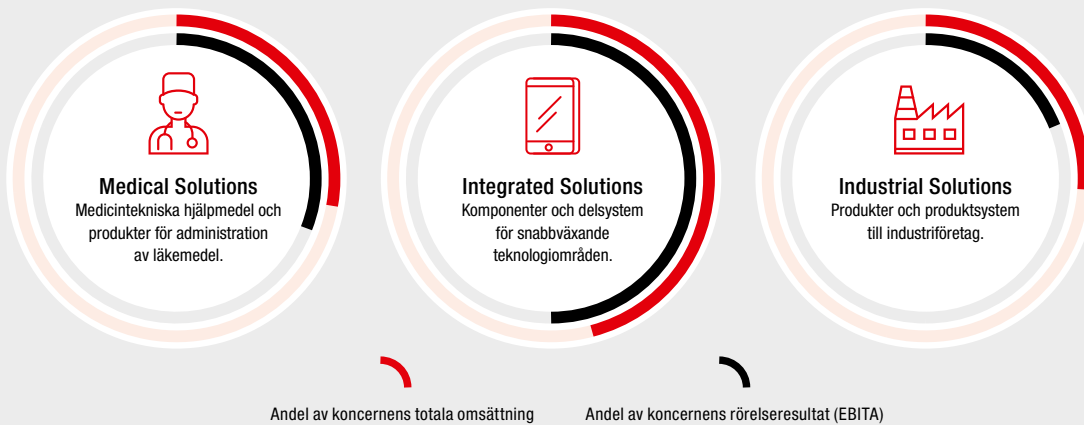 Medical Solutions
Medicintekniska hjälpmedel och
produkter för administration
av läkemedel.
Integrated Solutions
Komponenter och delsystem
för snabbväxande
teknologiområden.
Industrial Solutions
Produkter och produktsystem
till industriföretag.
Andel av koncernens totala omsättning
Andel av koncernens rörelseresultat (EBITA)